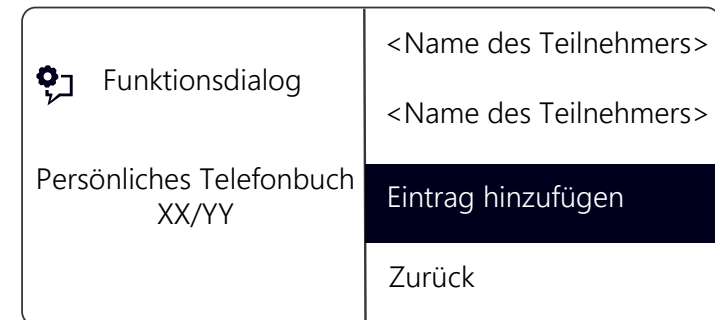 Funktionsdialog
Persönliches Telefonbuch
XX/YY
<Name des Teilnehmers>
<Name des Teilnehmers>
Eintrag hinzufügen
Zurück